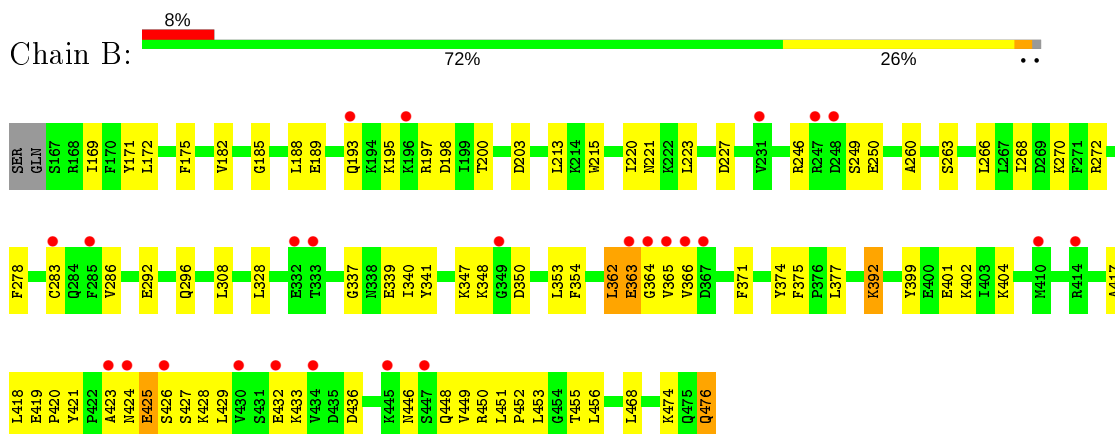 8%
Chain B:
72% 26% • •
SER GLN S167 R168 I169 F170 Y171 L172 F175 V182 G185 L188 E189 Q193 K194 K195 K196 R197 D198 I199 T200 D203 L213 K214 W215 I220 N221 K222 L223 D227 V231 R246 R247 D248 S249 E250 A260 S263 L266 L267 I268 D269 K270 F271 R272
F278 C283 Q284 F285 V286 E292 Q296 L308 L328 E332 T333 G337 N338 E339 I340 Y341 K347 K348 G349 D350 L353 F354 L362 E363 G364 V365 V366 D367 F371 Y374 F375 P376 L377 K392 Y399 E400 E401 K402 I403 K404 M410 R414 A417
L418 E419 P420 Y421 P422 A423 N424 E425 S426 S427 K428 L429 V430 S431 E432 K433 V434 D435 D436 K445 N446 S447 Q448 V449 R450 L451 P452 L453 G454 T455 L456 L468 K474 Q475 Q476